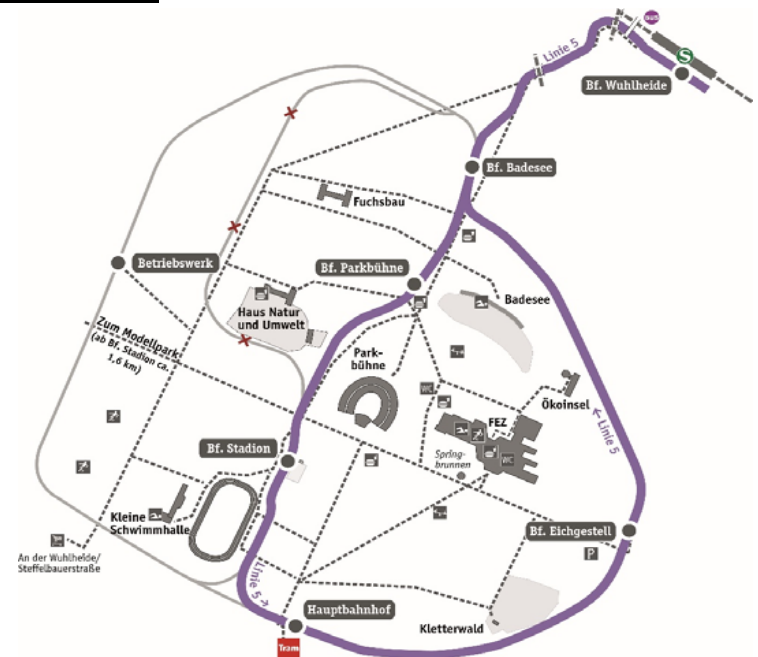 BUS
Linie 5
S
Bf. Wuhlheide
Bf. Badesee
Fuchsbau
Betriebswerk
Bf. Parkbühne
Badesee
Haus Natur
und Umwelt
Zum Modellpark
(ab Bf. Stadion ca.
1,6 km)
Park-
bühne
WC
Ökoinsel
FEZ
← Linie 5
Bf. Stadion
Spring-
brunnen
WC
Kleine
Schwimmhalle
Bf. Eichgestell
P
An der Wuhlheide/
Steffelbauerstraße
Linie 5 →
Hauptbahnhof
Kletterwald
Tram